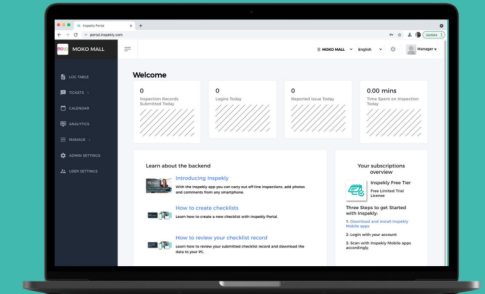 Inspekly Portal
portal.inspekly.com
MOKO MALL
MOKO MALL
English
Manager
LOG TABLE
TICKETS
CALENDAR
ANALYTICS
MANAGE
ADMIN SETTINGS
USER SETTINGS
Welcome
0
Inspection Records
Submitted Today
0
Logins Today
0
Reported Issue Today
0.00 mins
Time Spent on Inspection
Today
Learn about the backend
Introducing Inspekly
With the Inspekly app you can carry out off-line inspections, add photos
and comments from any smartphone.
How to create checklists
Learn how to create a new checklist with Inspekly Portal.
How to review your checklist record
Learn how to review your submitted checklist record and download the
data to your PC.
Your subscriptions
overview
Inspekly Free Tier
Free Limited Trial
License
Three Steps to get Started
with Inspekly:
1. Download and install Inspekly
Mobile apps
2. Login with your account
3. Scan with Inspekly Mobile apps
accordingly.